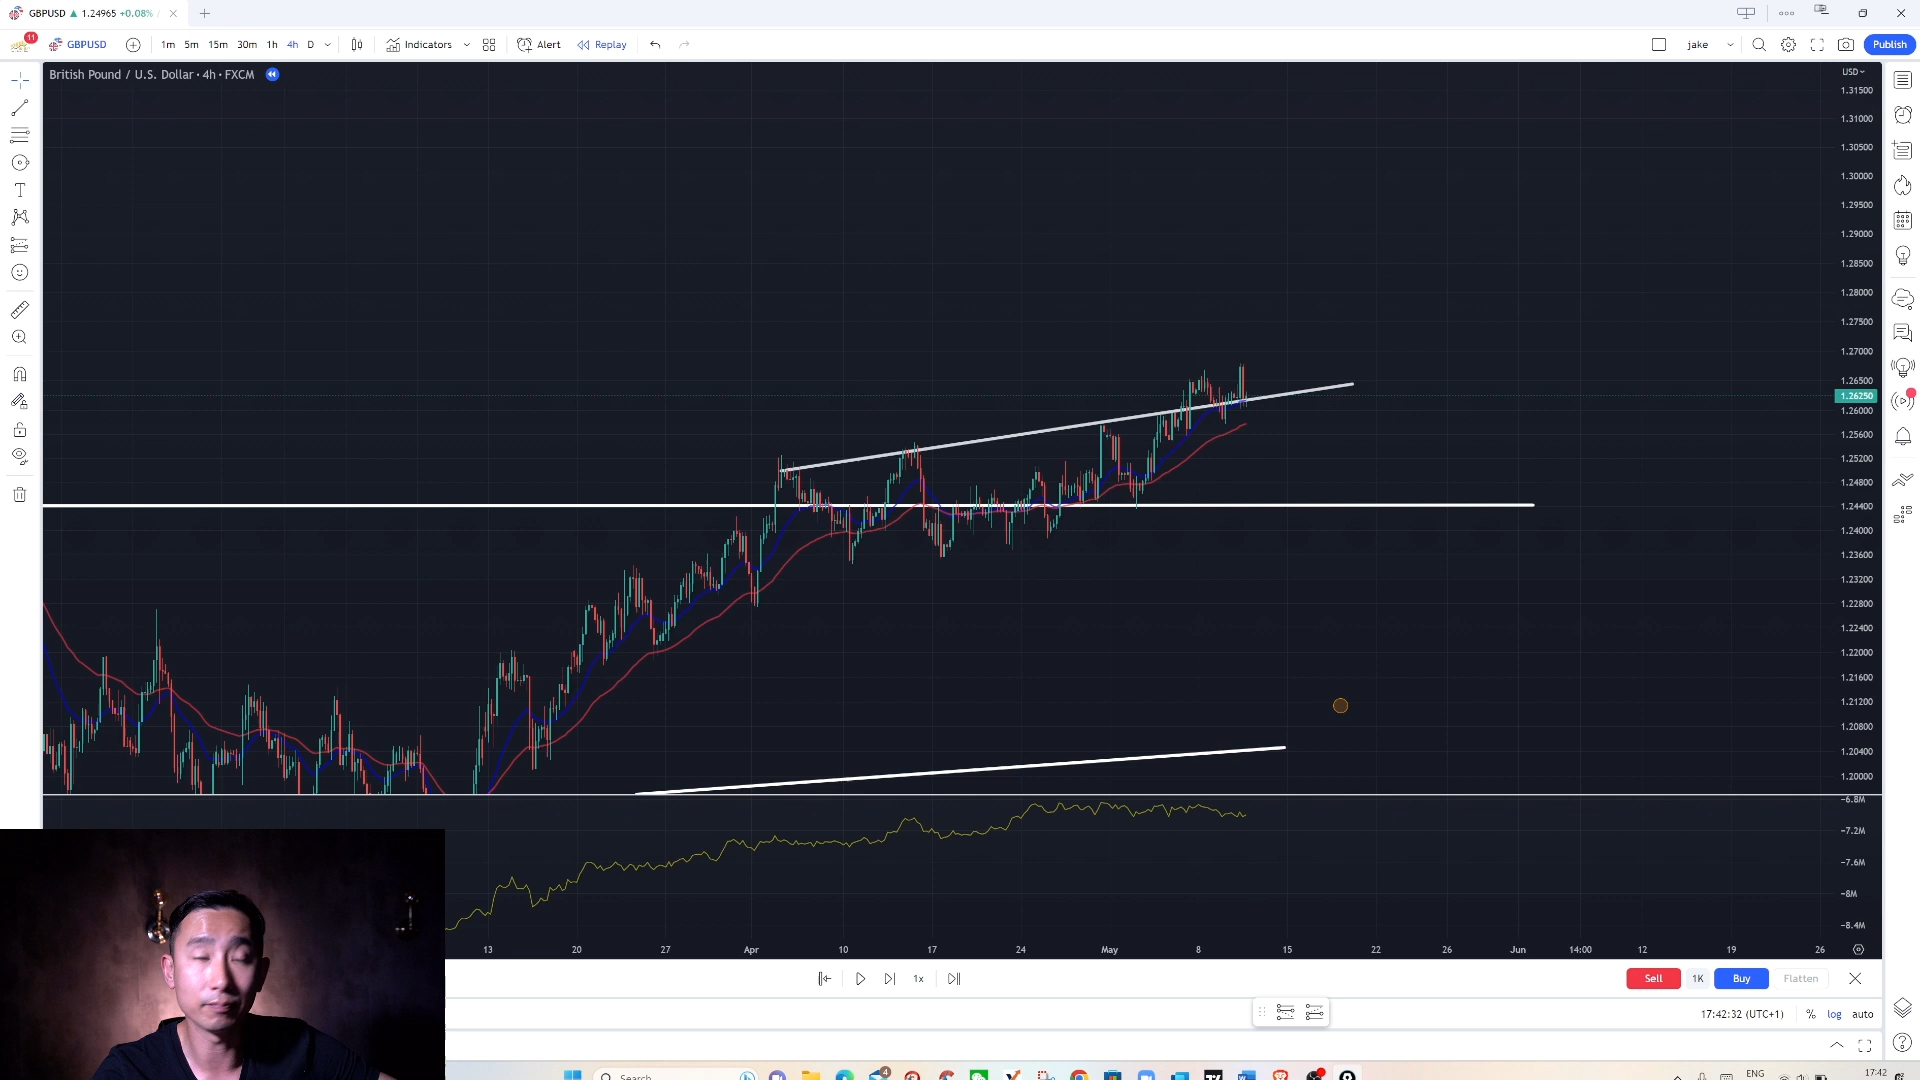 GBPUSD ▲ 1.24965 +0.08% /
11
GBPUSD 1m 5m 15m 30m 1h 4h D Indicators Alert Replay jake Publish
British Pound / U.S. Dollar · 4h · FXCM
USD
1.31500
1.31000
1.30500
1.30000
1.29500
1.29000
1.28500
1.28000
1.27500
1.27000
1.26500
1.26250
1.26000
1.25600
1.25200
1.24800
1.24400
1.24000
1.23600
1.23200
1.22800
1.22400
1.22000
1.21600
1.21200
1.20800
1.20400
1.20000
−6.8M
−7.2M
−7.6M
−8M
−8.4M
13 20 27 Apr 10 17 24 May 8 15 22 26 Jun 14:00 12 19 26
1x
Sell 1K Buy Flatten
17:42:32 (UTC+1) % log auto
Search
4
ENG
17:42